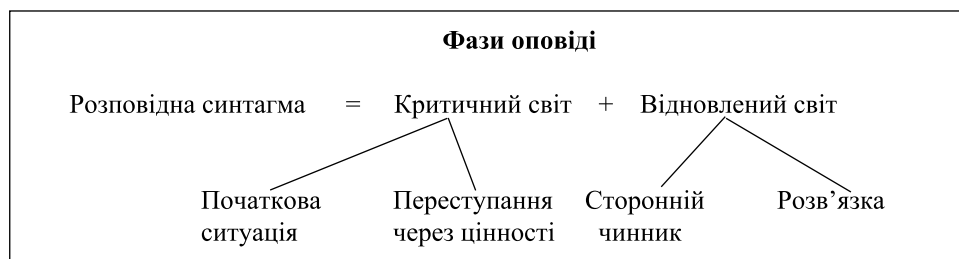 Фази оповіді
Розповідна синтагма = Критичний світ + Відновлений світ
Початкова Переступання Сторонній Розв’язка
ситуація через цінності чинник